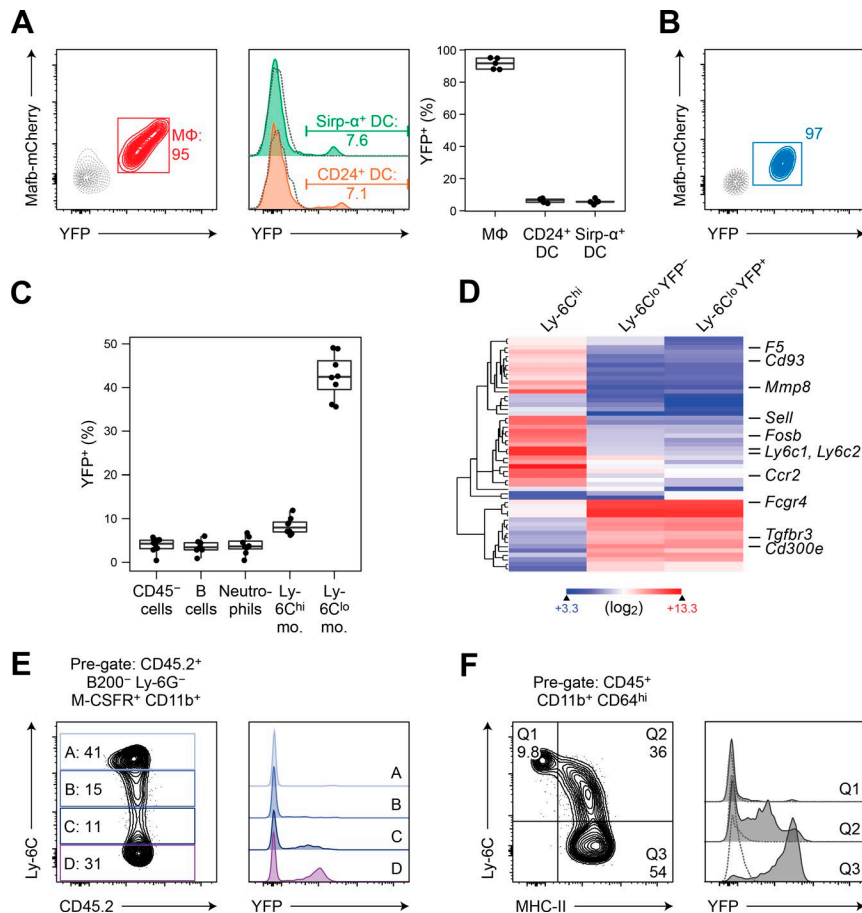 A
Mafb-mCherry
MΦ:
95
YFP
Sirp-α⁺ DC:
7.6
CD24⁺ DC:
7.1
YFP
YFP⁺ (%)
100
80
60
40
20
0
MΦ
CD24⁺
DC
Sirp-α⁺
DC
B
Mafb-mCherry
97
YFP
C
YFP⁺ (%)
50
40
30
20
10
0
CD45⁻
cells
B
cells
Neutro-
phils
Ly-
6Cʰⁱ
mo.
Ly-
6Cˡᵒ
mo.
D
Ly-6Cʰⁱ
Ly-6Cˡᵒ YFP⁻
Ly-6Cˡᵒ YFP⁺
F5
Cd93
Mmp8
Sell
Fosb
Ly6c1, Ly6c2
Ccr2
Fcgr4
Tgfbr3
Cd300e
+3.3
(log₂)
+13.3
E
Pre-gate: CD45.2⁺
B200⁻ Ly-6G⁻
M-CSFR⁺ CD11b⁺
Ly-6C
A: 41
B: 15
C: 11
D: 31
CD45.2
A
B
C
D
YFP
F
Pre-gate: CD45⁺
CD11b⁺ CD64ʰⁱ
Ly-6C
Q1
9.8
Q2
36
Q3
54
MHC-II
Q1
Q2
Q3
YFP